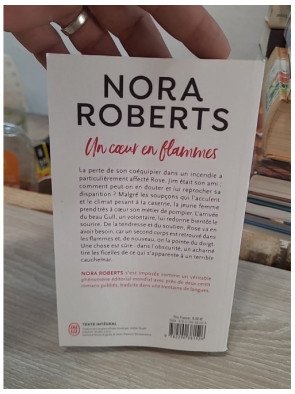 NORA
ROBERTS
Un cœur en flammes
La perte de son coéquipier dans un incendie a
particulièrement affecté Rose. Jim était son ami :
comment peut-on en douter et lui reprocher sa
disparition ? Malgré les soupçons qui l'accusent
et le climat pesant à la caserne, la jeune femme
prend très à cœur son métier de pompier. L'arrivée
du beau Gull, un volontaire, lui redonne bientôt le
sourire. De la tendresse et du soutien, Rose va en
avoir besoin, car un second corps est retrouvé dans
les flammes et, de nouveau, on la pointe du doigt.
Une chose est sûre : dans l'obscurité, un acharné
tire les ficelles de ce qui s'apparente à un terrible
cauchemar.
NORA ROBERTS s'est imposée comme un véritable
phénomène éditorial mondial avec près de deux cents
romans publiés, traduits dans une trentaine de langues.
TEXTE INTÉGRAL